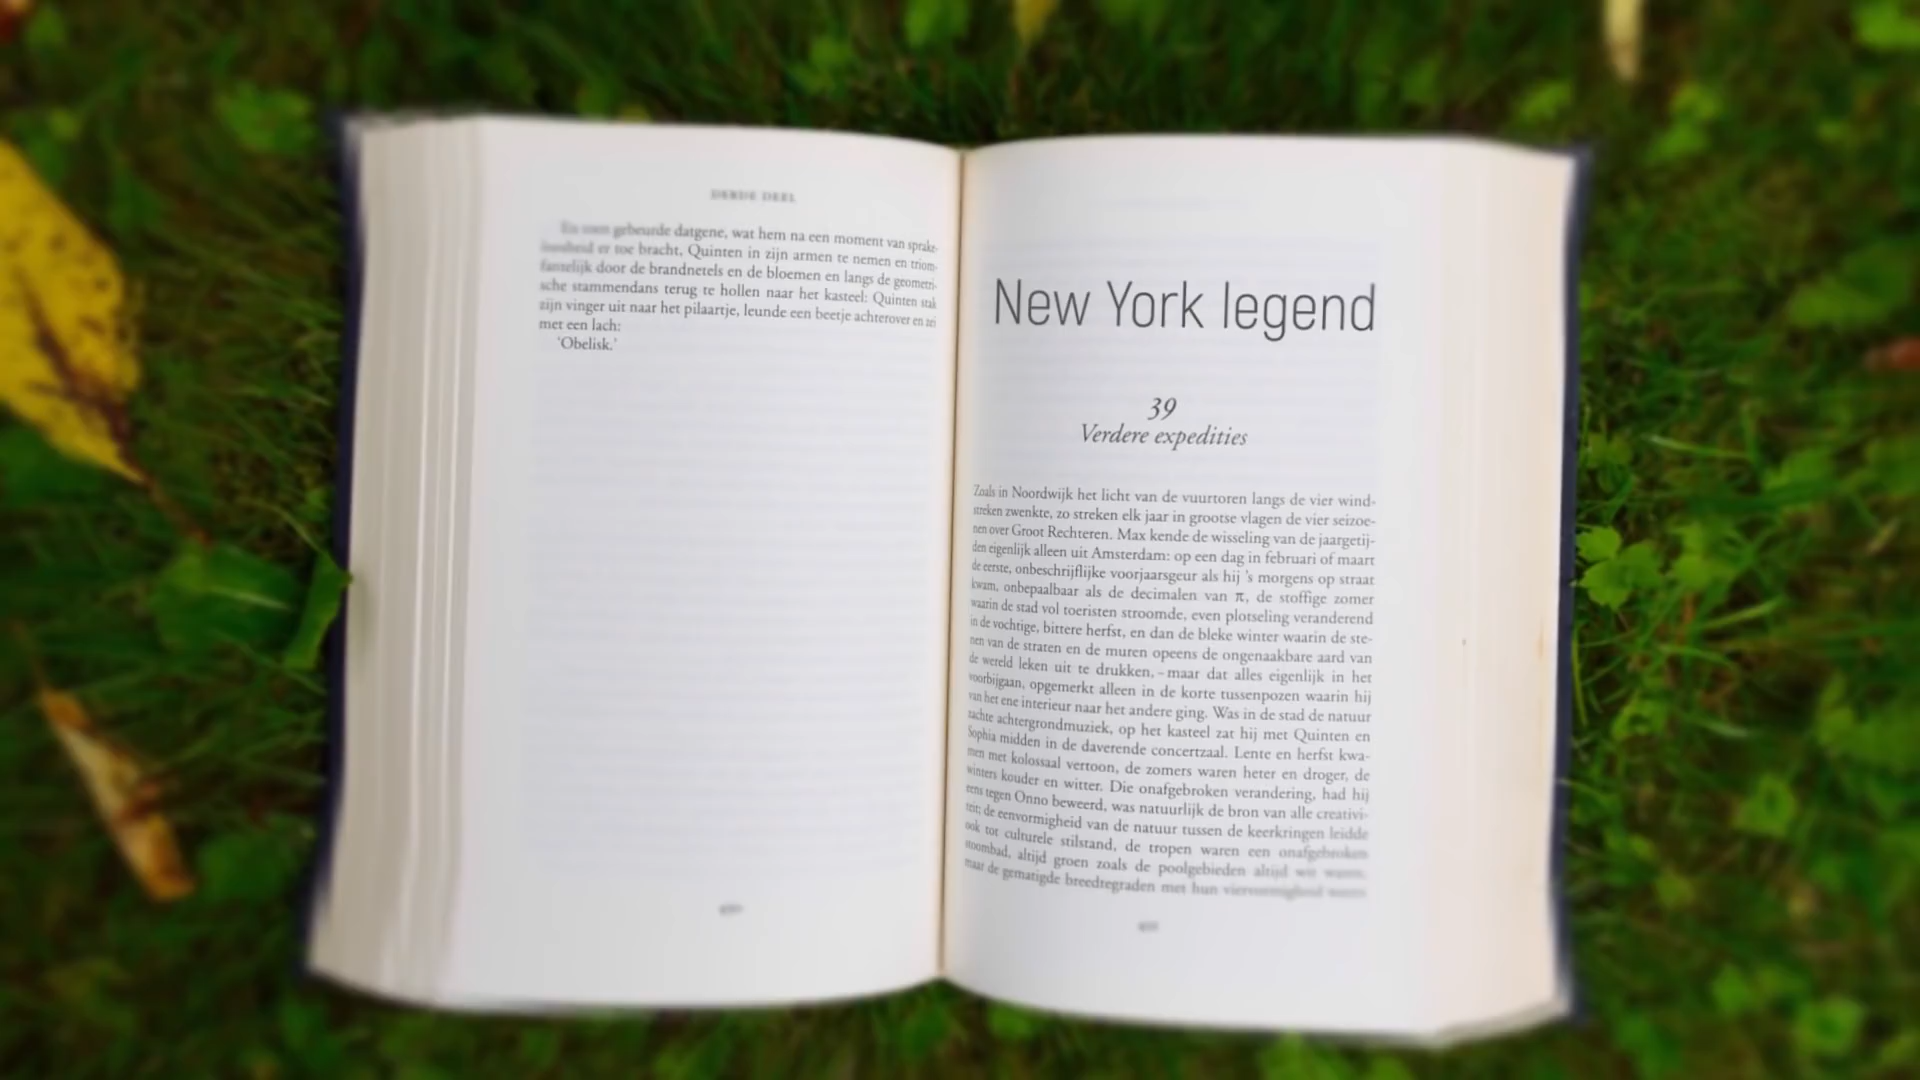 DERDE DEEL
En toen gebeurde datgene, wat hem na een moment van sprake-
loosheid er toe bracht, Quinten in zijn armen te nemen en triom-
fantelijk door de brandnetels en de bloemen en langs de geometri-
sche stammendans terug te hollen naar het kasteel: Quinten stak
zijn vinger uit naar het pilaartje, leunde een beetje achterover en zei
met een lach:
'Obelisk.'
New York legend
39
Verdere expedities
Zoals in Noordwijk het licht van de vuurtoren langs de vier wind-
streken zwenkte, zo streken elk jaar in grootse vlagen de vier seizoe-
nen over Groot Rechteren. Max kende de wisseling van de jaargetij-
den eigenlijk alleen uit Amsterdam: op een dag in februari of maart
de eerste, onbeschrijflijke voorjaarsgeur als hij 's morgens op straat
kwam, onbepaalbaar als de decimalen van π, de stoffige zomer
waarin de stad vol toeristen stroomde, even plotseling veranderend
in de vochtige, bittere herfst, en dan de bleke winter waarin de ste-
nen van de straten en de muren opeens de ongenaakbare aard van
de wereld leken uit te drukken, – maar dat alles eigenlijk in het
voorbijgaan, opgemerkt alleen in de korte tussenpozen waarin hij
van het ene interieur naar het andere ging. Was in de stad de natuur
zachte achtergrondmuziek, op het kasteel zat hij met Quinten en
Sophia midden in de daverende concertzaal. Lente en herfst kwa-
men met kolossaal vertoon, de zomers waren heter en droger, de
winters kouder en witter. Die onafgebroken verandering, had hij
eens tegen Onno beweerd, was natuurlijk de bron van alle creativi-
teit; de eenvormigheid van de natuur tussen de keerkringen leidde
ook tot culturele stilstand, de tropen waren een onafgebroken
stoombad, altijd groen zoals de poolgebieden altijd wit waren,
maar de gematigde breedtegraden met hun viervormigheid waren